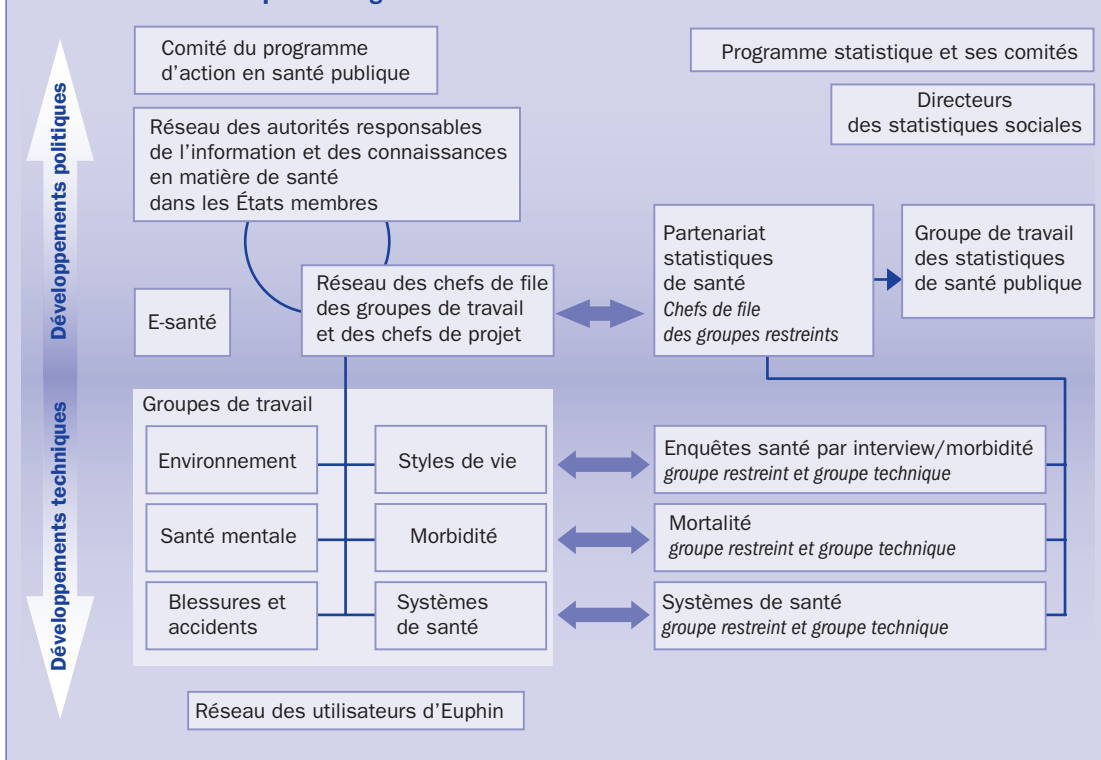 Comité du programme
d'action en santé publique
Programme statistique et ses comités
Directeurs
des statistiques sociales
Réseau des autorités responsables
de l'information et des connaissances
en matière de santé
dans les États membres
Développements politiques
Partenariat
statistiques
de santé
Chefs de file
des groupes restreints
Groupe de travail
des statistiques
de santé publique
E-santé
Réseau des chefs de file
des groupes de travail
et des chefs de projet
Développements techniques
Groupes de travail
Environnement
Styles de vie
Enquêtes santé par interview/morbidité
groupe restreint et groupe technique
Santé mentale
Morbidité
Mortalité
groupe restreint et groupe technique
Blessures et
accidents
Systèmes
de santé
Systèmes de santé
groupe restreint et groupe technique
Réseau des utilisateurs d'Euphin